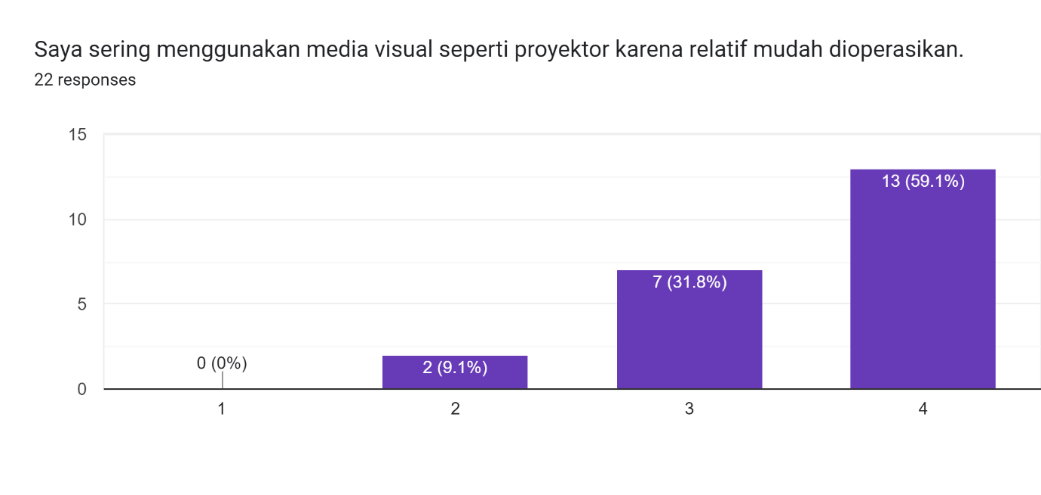 Saya sering menggunakan media visual seperti proyektor karena relatif mudah dioperasikan.
22 responses
15
13 (59.1%)
10
7 (31.8%)
5
0 (0%)
2 (9.1%)
0
1 2 3 4